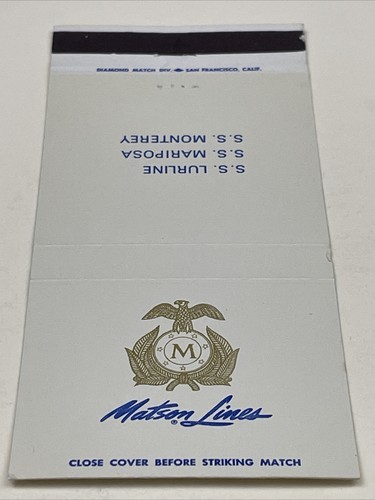 DIAMOND MATCH DIV. SAN FRANCISCO, CALIF.
S.S. LURLINE
S.S. MARIPOSA
S.S. MONTEREY
M
Matson Lines
®
CLOSE COVER BEFORE STRIKING MATCH